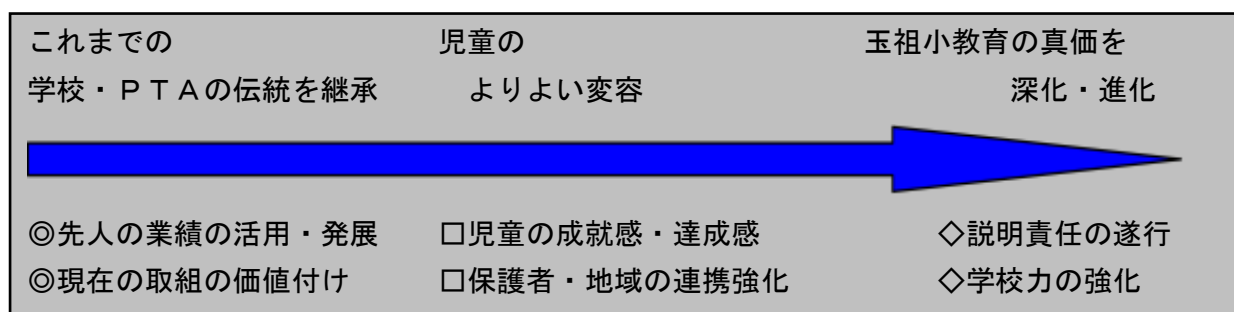 これまでの 児童の 玉祖小教育の真価を
学校・ＰＴＡの伝統を継承 よりよい変容 深化・進化
◎先人の業績の活用・発展 □児童の成就感・達成感 ◇説明責任の遂行
◎現在の取組の価値付け □保護者・地域の連携強化 ◇学校力の強化